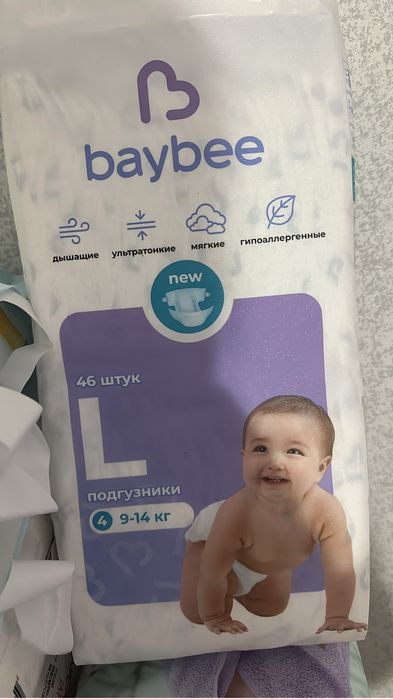 baybee
дышащие ультратонкие мягкие гипоаллергенные
new
46 штук
L
подгузники
4 9-14 кг